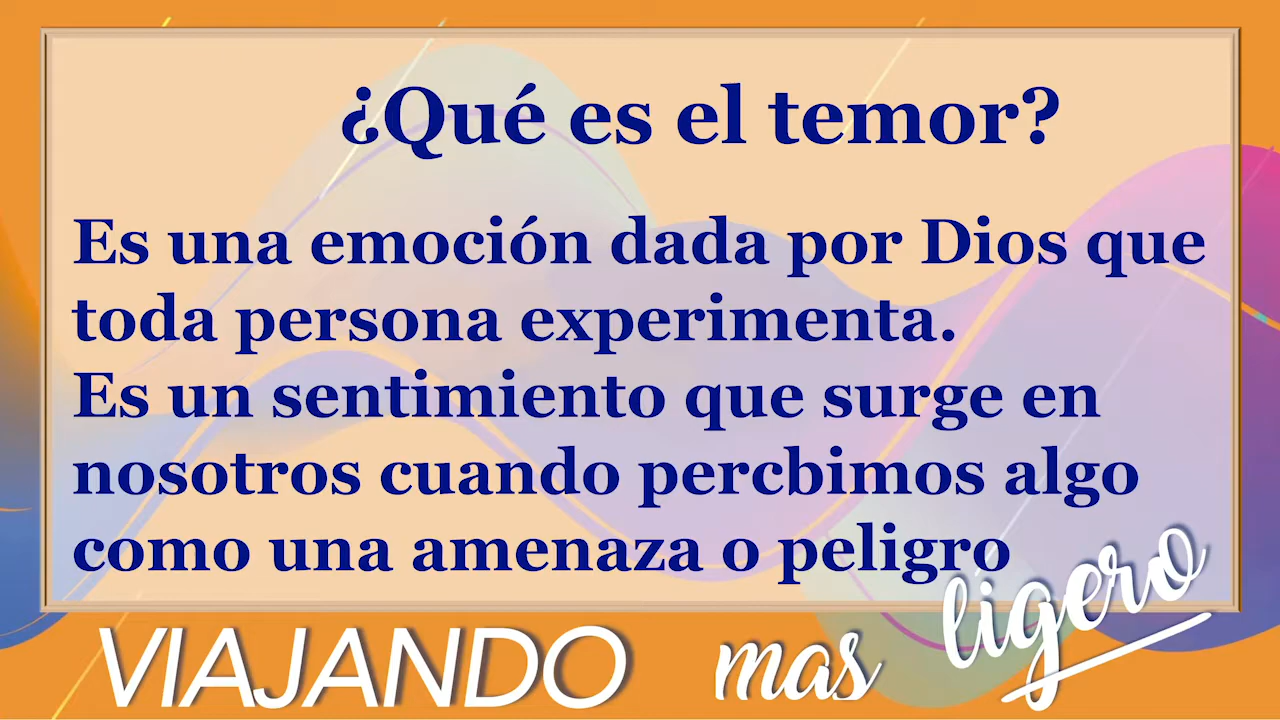 ¿Qué es el temor?
Es una emoción dada por Dios que
toda persona experimenta.
Es un sentimiento que surge en
nosotros cuando percbimos algo
como una amenaza o peligro
VIAJANDO mas ligero